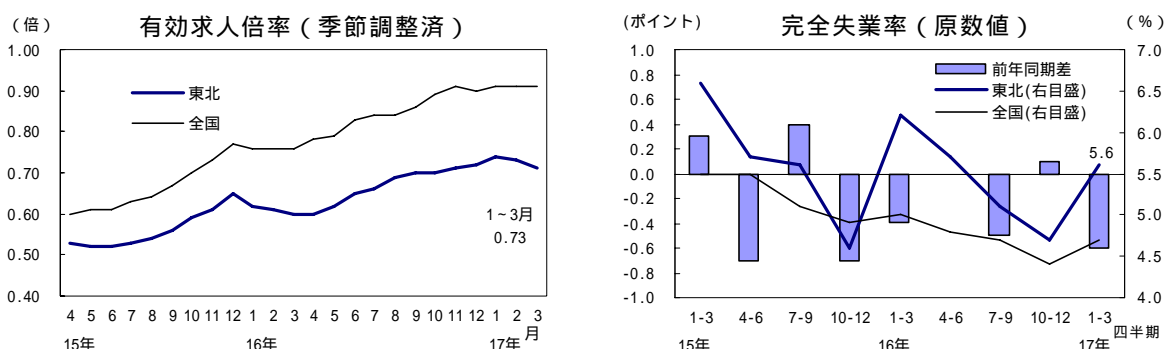 有効求人倍率（季節調整済）
（倍）
1.00
0.90
0.80
0.70
0.60
0.50
0.40
東北
全国
1～3月
0.73
4 5 6 7 8 9 10 11 12 1 2 3 4 5 6 7 8 9 10 11 12 1 2 3
月
15年 16年 17年
完全失業率（原数値）
(ポイント) （％）
1.0
0.8
0.6
0.4
0.2
0.0
-0.2
-0.4
-0.6
-0.8
-1.0
7.0
6.5
6.0
5.5
5.0
4.5
4.0
前年同期差
東北(右目盛)
全国(右目盛)
5.6
1-3 4-6 7-9 10-12 1-3 4-6 7-9 10-12 1-3
四半期
15年 16年 17年